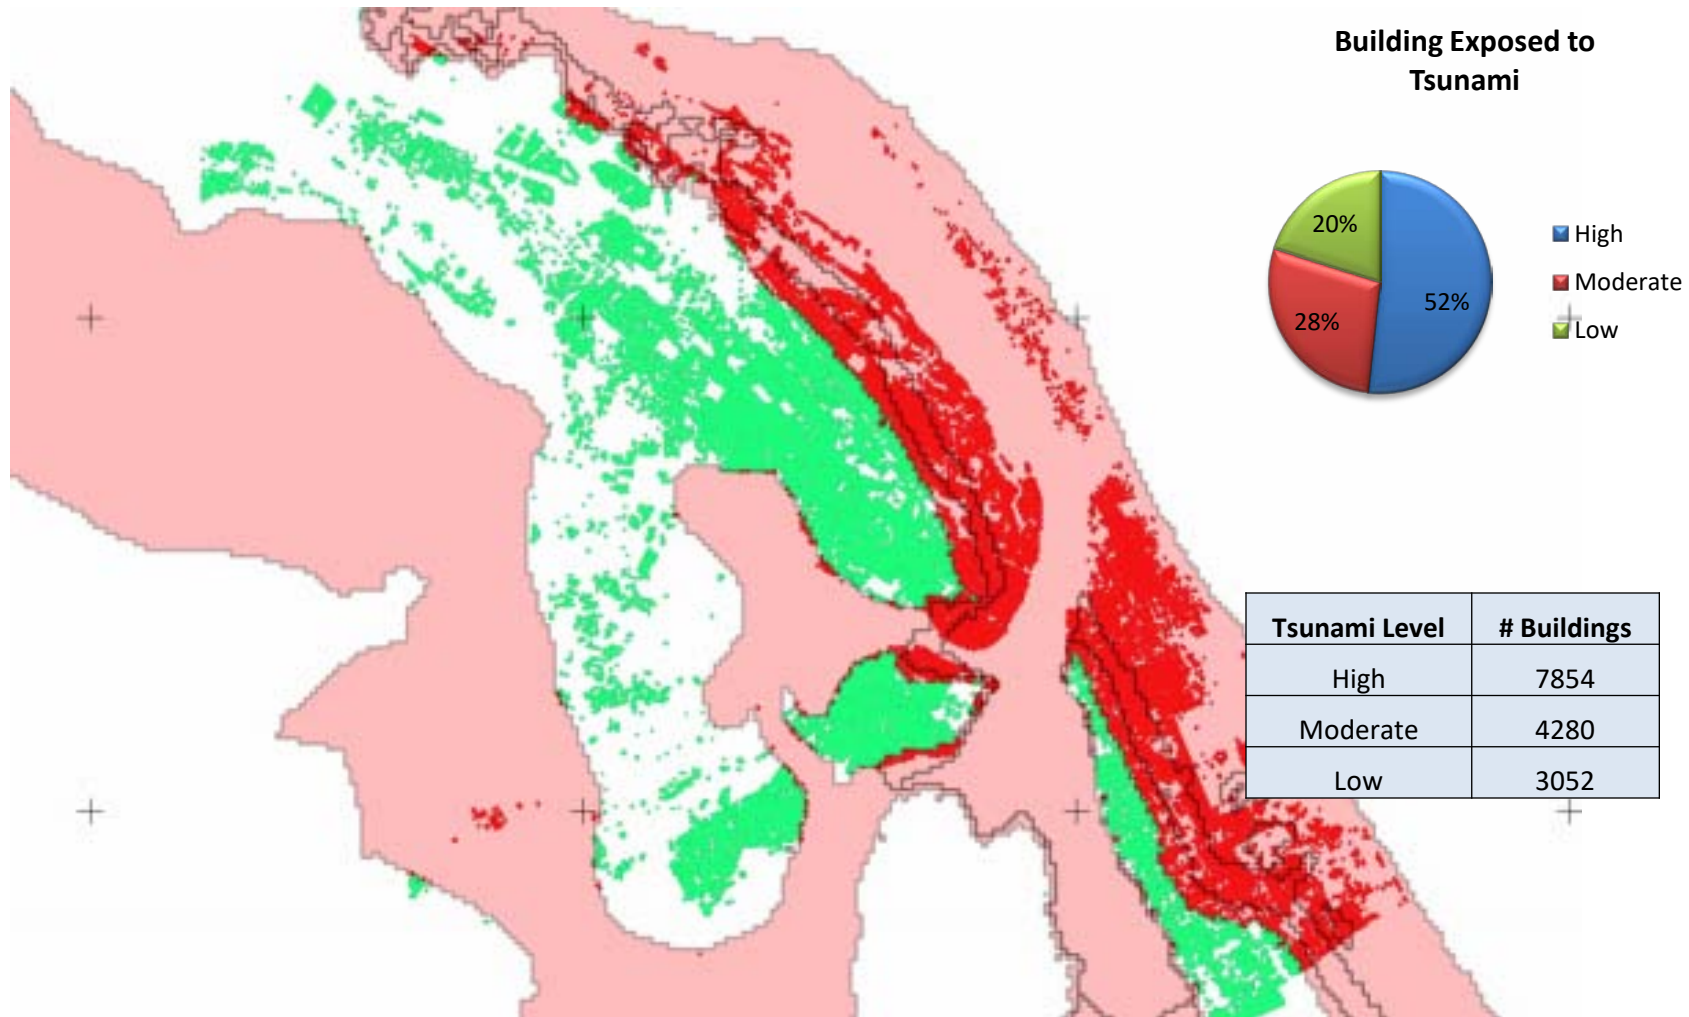 Building Exposed to
Tsunami
20%
52%
28%
High
Moderate
Low
Tsunami Level # Buildings
High 7854
Moderate 4280
Low 3052